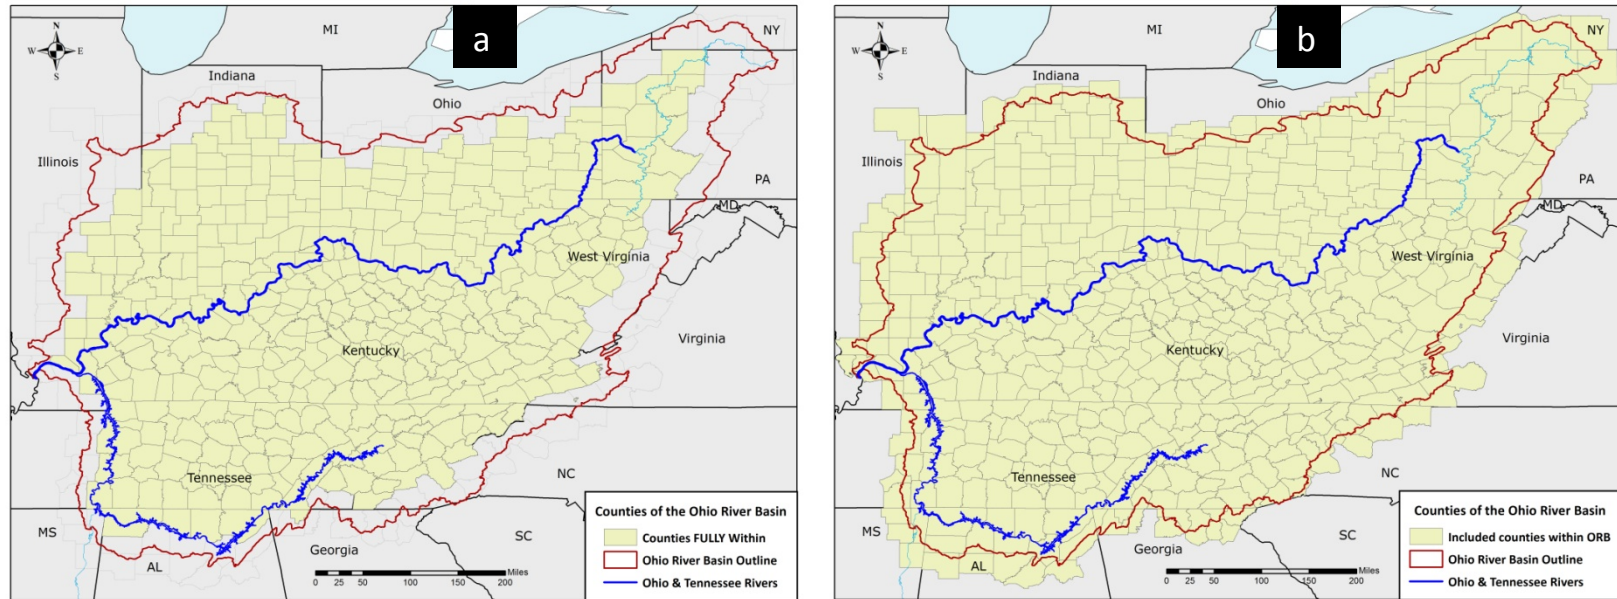 a
N
W E
S
MI
NY
Indiana
Ohio
Illinois
PA
MD
West Virginia
Virginia
Kentucky
Tennessee
NC
MS
AL
Georgia
SC
Counties of the Ohio River Basin
Counties FULLY Within
Ohio River Basin Outline
Ohio & Tennessee Rivers
Miles
0 25 50 100 150 200
b
N
W E
S
MI
NY
Indiana
Ohio
Illinois
PA
MD
West Virginia
Virginia
Kentucky
Tennessee
NC
MS
AL
Georgia
SC
Counties of the Ohio River Basin
Included counties within ORB
Ohio River Basin Outline
Ohio & Tennessee Rivers
Miles
0 25 50 100 150 200